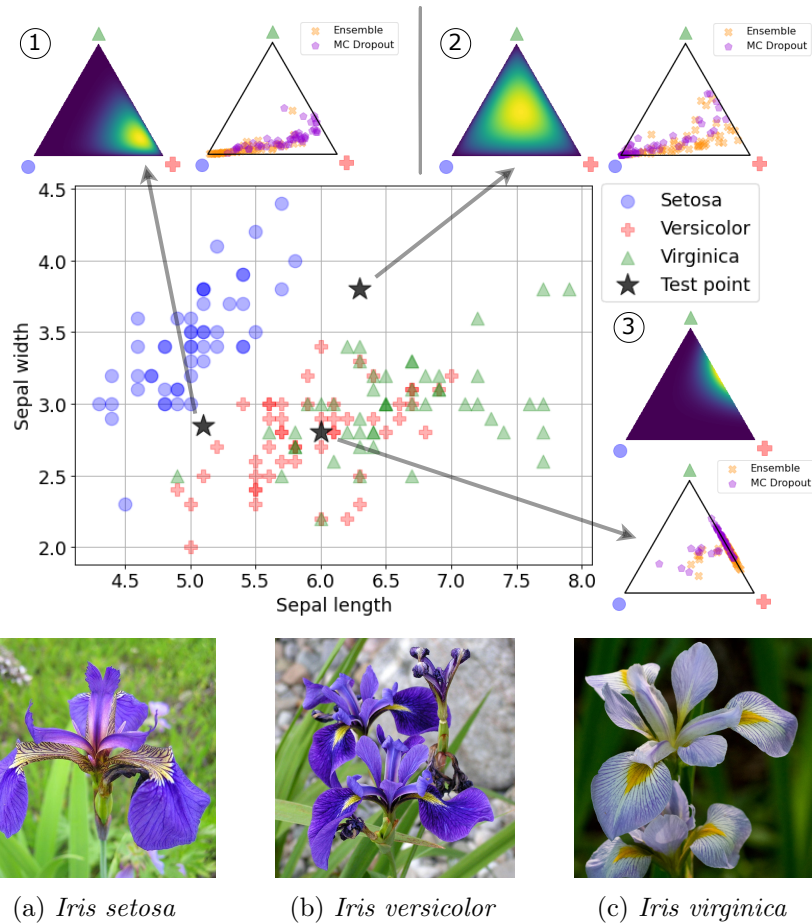 1
Ensemble
MC Dropout
2
Ensemble
MC Dropout
4.5
4.0
3.5
3.0
2.5
2.0
Sepal width
4.5 5.0 5.5 6.0 6.5 7.0 7.5 8.0
Sepal length
Setosa
Versicolor
Virginica
Test point
3
Ensemble
MC Dropout
(a) Iris setosa
(b) Iris versicolor
(c) Iris virginica